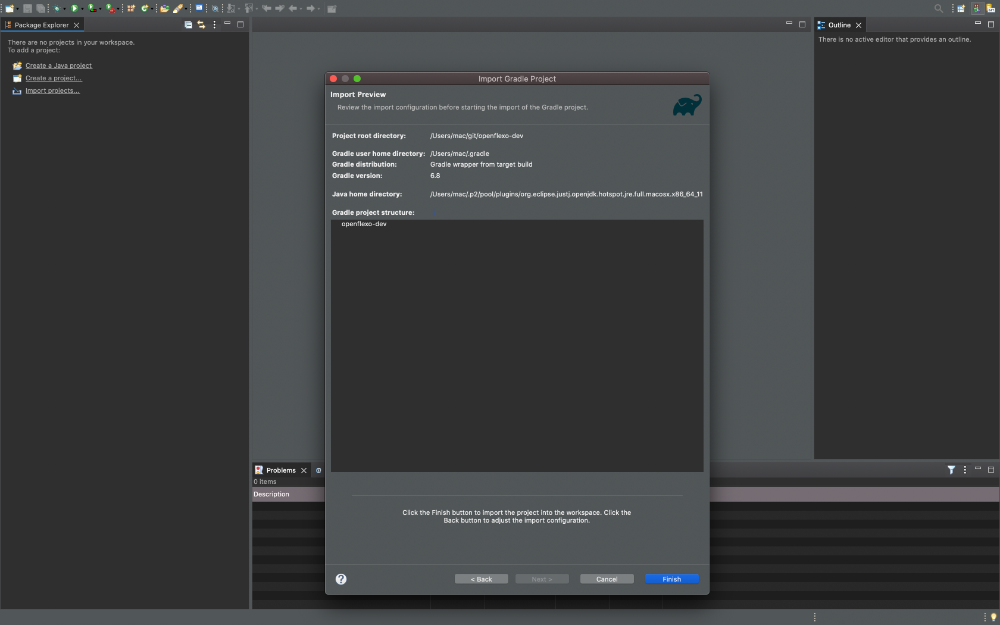 Package Explorer
There are no projects in your workspace.
To add a project:
Create a Java project
Create a project...
Import projects...
Outline
There is no active editor that provides an outline.
Import Gradle Project
Import Preview
Review the import configuration before starting the import of the Gradle project.
Project root directory: /Users/mac/git/openflexo-dev
Gradle user home directory: /Users/mac/.gradle
Gradle distribution: Gradle wrapper from target build
Gradle version: 6.8
Java home directory: /Users/mac/.p2/pool/plugins/org.eclipse.justj.openjdk.hotspot.jre.full.macosx.x86_64_11
Gradle project structure:
openflexo-dev
Problems
0 items
Description
Click the Finish button to import the project into the workspace. Click the
Back button to adjust the import configuration.
? < Back Next > Cancel Finish